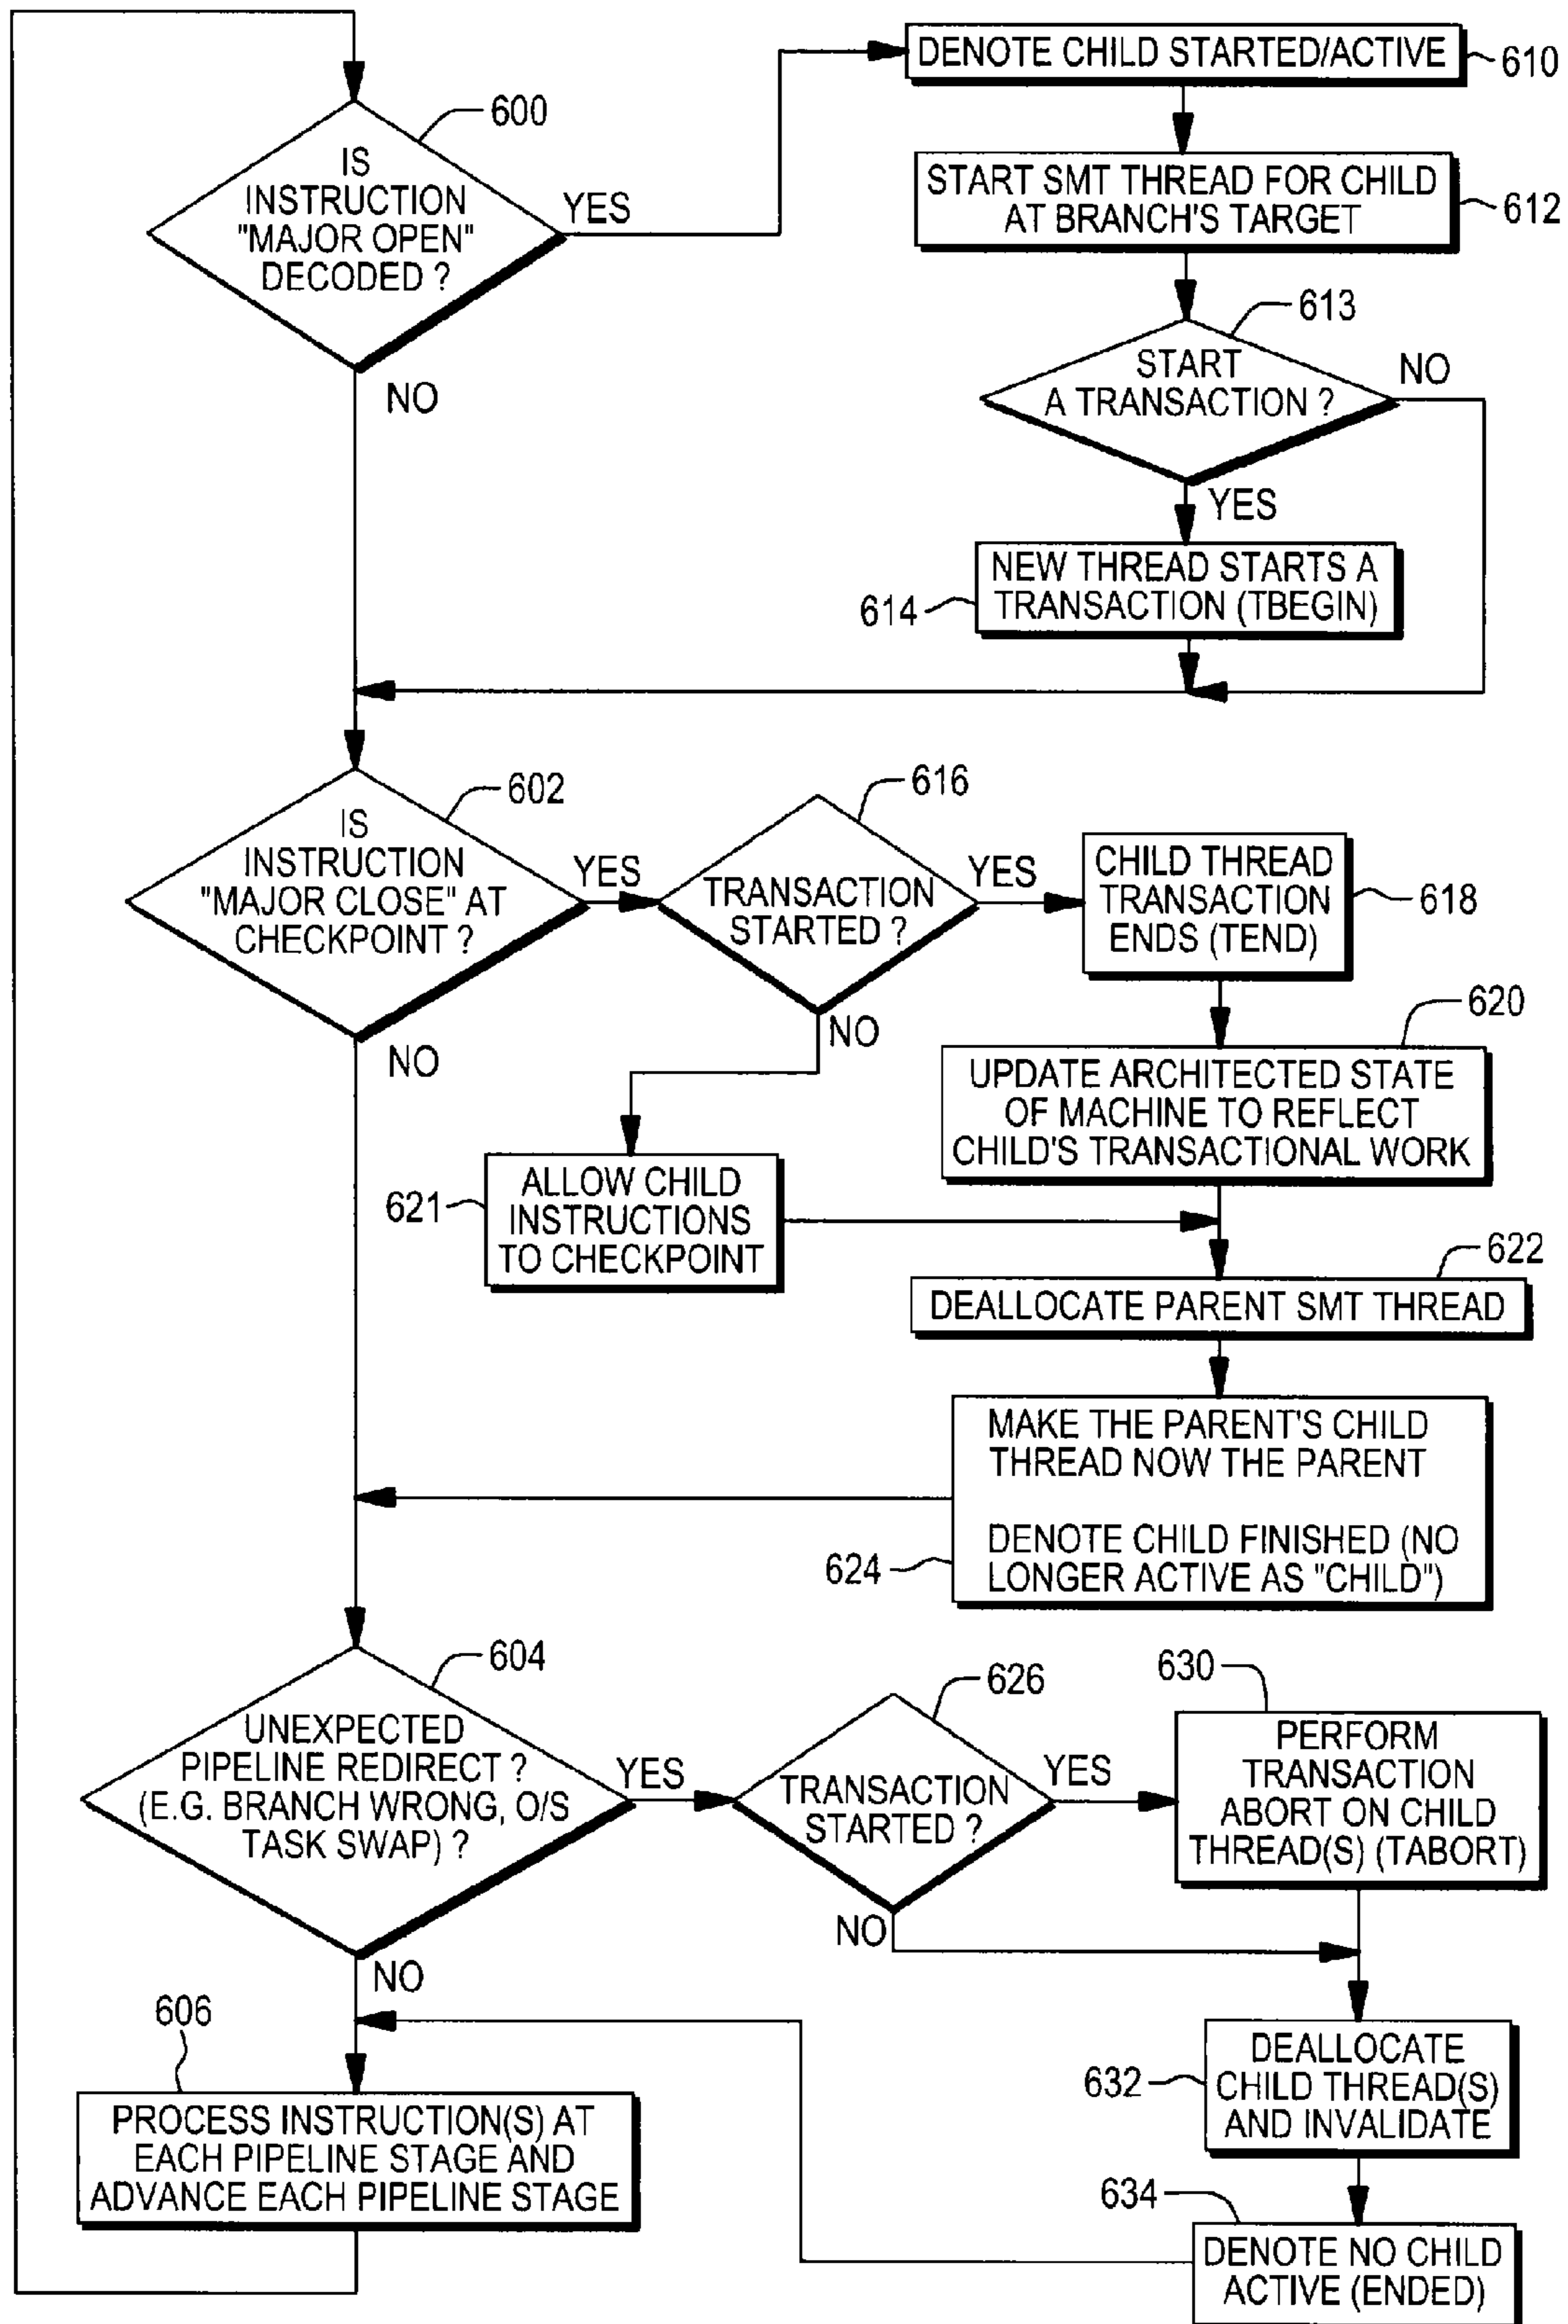 DENOTE CHILD STARTED/ACTIVE
610
600
IS
INSTRUCTION
"MAJOR OPEN"
DECODED ?
YES
NO
START SMT THREAD FOR CHILD
AT BRANCH'S TARGET
612
613
START
A TRANSACTION ?
NO
YES
NEW THREAD STARTS A
TRANSACTION (TBEGIN)
614
602
IS
INSTRUCTION
"MAJOR CLOSE" AT
CHECKPOINT ?
YES
NO
616
TRANSACTION
STARTED ?
YES
NO
CHILD THREAD
TRANSACTION
ENDS (TEND)
618
620
UPDATE ARCHITECTED STATE
OF MACHINE TO REFLECT
CHILD'S TRANSACTIONAL WORK
621
ALLOW CHILD
INSTRUCTIONS
TO CHECKPOINT
622
DEALLOCATE PARENT SMT THREAD
MAKE THE PARENT'S CHILD
THREAD NOW THE PARENT
DENOTE CHILD FINISHED (NO
LONGER ACTIVE AS "CHILD")
624
604
UNEXPECTED
PIPELINE REDIRECT ?
(E.G. BRANCH WRONG, O/S
TASK SWAP) ?
YES
NO
626
TRANSACTION
STARTED ?
YES
NO
630
PERFORM
TRANSACTION
ABORT ON CHILD
THREAD(S) (TABORT)
606
PROCESS INSTRUCTION(S) AT
EACH PIPELINE STAGE AND
ADVANCE EACH PIPELINE STAGE
632
DEALLOCATE
CHILD THREAD(S)
AND INVALIDATE
634
DENOTE NO CHILD
ACTIVE (ENDED)